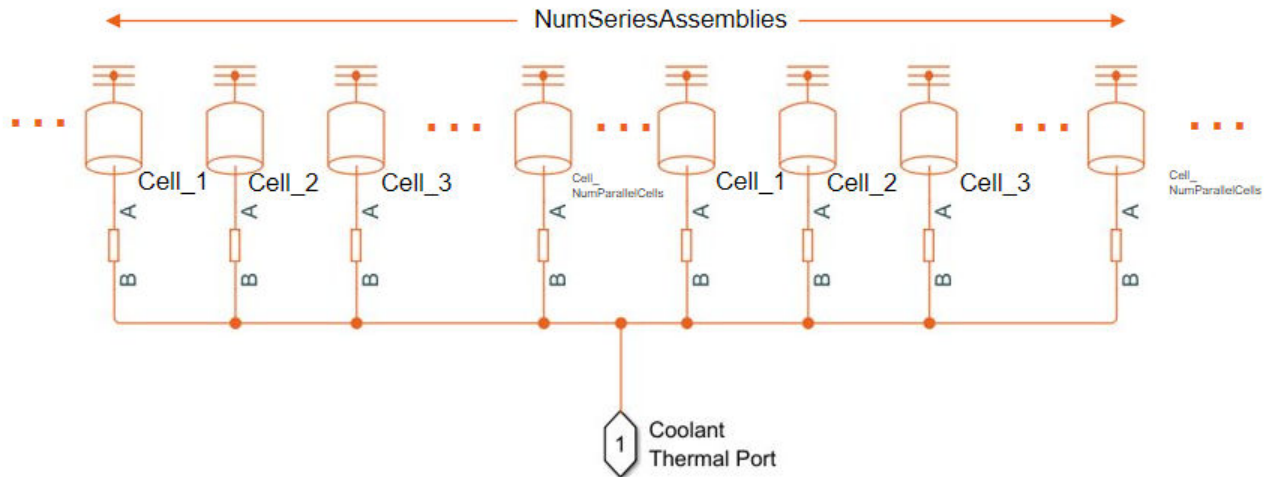 NumSeriesAssemblies
Cell_1
Cell_2
Cell_3
Cell_
NumParallelCells
Cell_1
Cell_2
Cell_3
Cell_
NumParallelCells
A
A
A
A
A
A
A
A
B
B
B
B
B
B
B
B
1
Coolant
Thermal Port